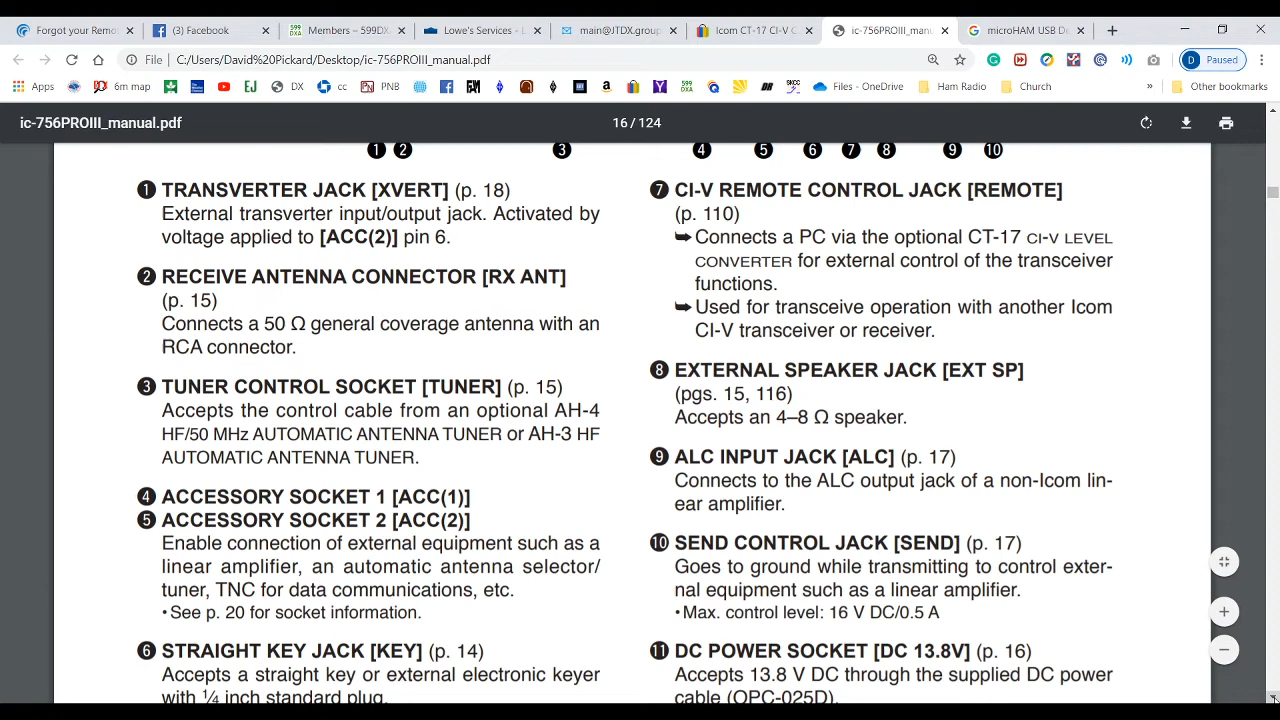 Forgot your Remo
(3) Facebook
Members – 599DX
Lowe's Services - L
main@JTDX.group
Icom CT-17 CI-V C
ic-756PROIII_manu
microHAM USB De
File C:/Users/David%20Pickard/Desktop/ic-756PROIII_manual.pdf
D Paused
Apps
6m map
EJ
DX
cc
PNB
Files - OneDrive
Ham Radio
Church
»
Other bookmarks
ic-756PROIII_manual.pdf
16 / 124
1 2 3 4 5 6 7 8 9 10
1 TRANSVERTER JACK [XVERT] (p. 18)
External transverter input/output jack. Activated by
voltage applied to [ACC(2)] pin 6.
2 RECEIVE ANTENNA CONNECTOR [RX ANT]
(p. 15)
Connects a 50 Ω general coverage antenna with an
RCA connector.
3 TUNER CONTROL SOCKET [TUNER] (p. 15)
Accepts the control cable from an optional AH-4
HF/50 MHz AUTOMATIC ANTENNA TUNER or AH-3 HF
AUTOMATIC ANTENNA TUNER.
4 ACCESSORY SOCKET 1 [ACC(1)]
5 ACCESSORY SOCKET 2 [ACC(2)]
Enable connection of external equipment such as a
linear amplifier, an automatic antenna selector/
tuner, TNC for data communications, etc.
• See p. 20 for socket information.
6 STRAIGHT KEY JACK [KEY] (p. 14)
Accepts a straight key or external electronic keyer
with 1⁄4 inch standard plug.
7 CI-V REMOTE CONTROL JACK [REMOTE]
(p. 110)
➥ Connects a PC via the optional CT-17 CI-V LEVEL
CONVERTER for external control of the transceiver
functions.
➥ Used for transceive operation with another Icom
CI-V transceiver or receiver.
8 EXTERNAL SPEAKER JACK [EXT SP]
(pgs. 15, 116)
Accepts an 4–8 Ω speaker.
9 ALC INPUT JACK [ALC] (p. 17)
Connects to the ALC output jack of a non-Icom lin-
ear amplifier.
10 SEND CONTROL JACK [SEND] (p. 17)
Goes to ground while transmitting to control exter-
nal equipment such as a linear amplifier.
• Max. control level: 16 V DC/0.5 A
11 DC POWER SOCKET [DC 13.8V] (p. 16)
Accepts 13.8 V DC through the supplied DC power
cable (OPC-025D).